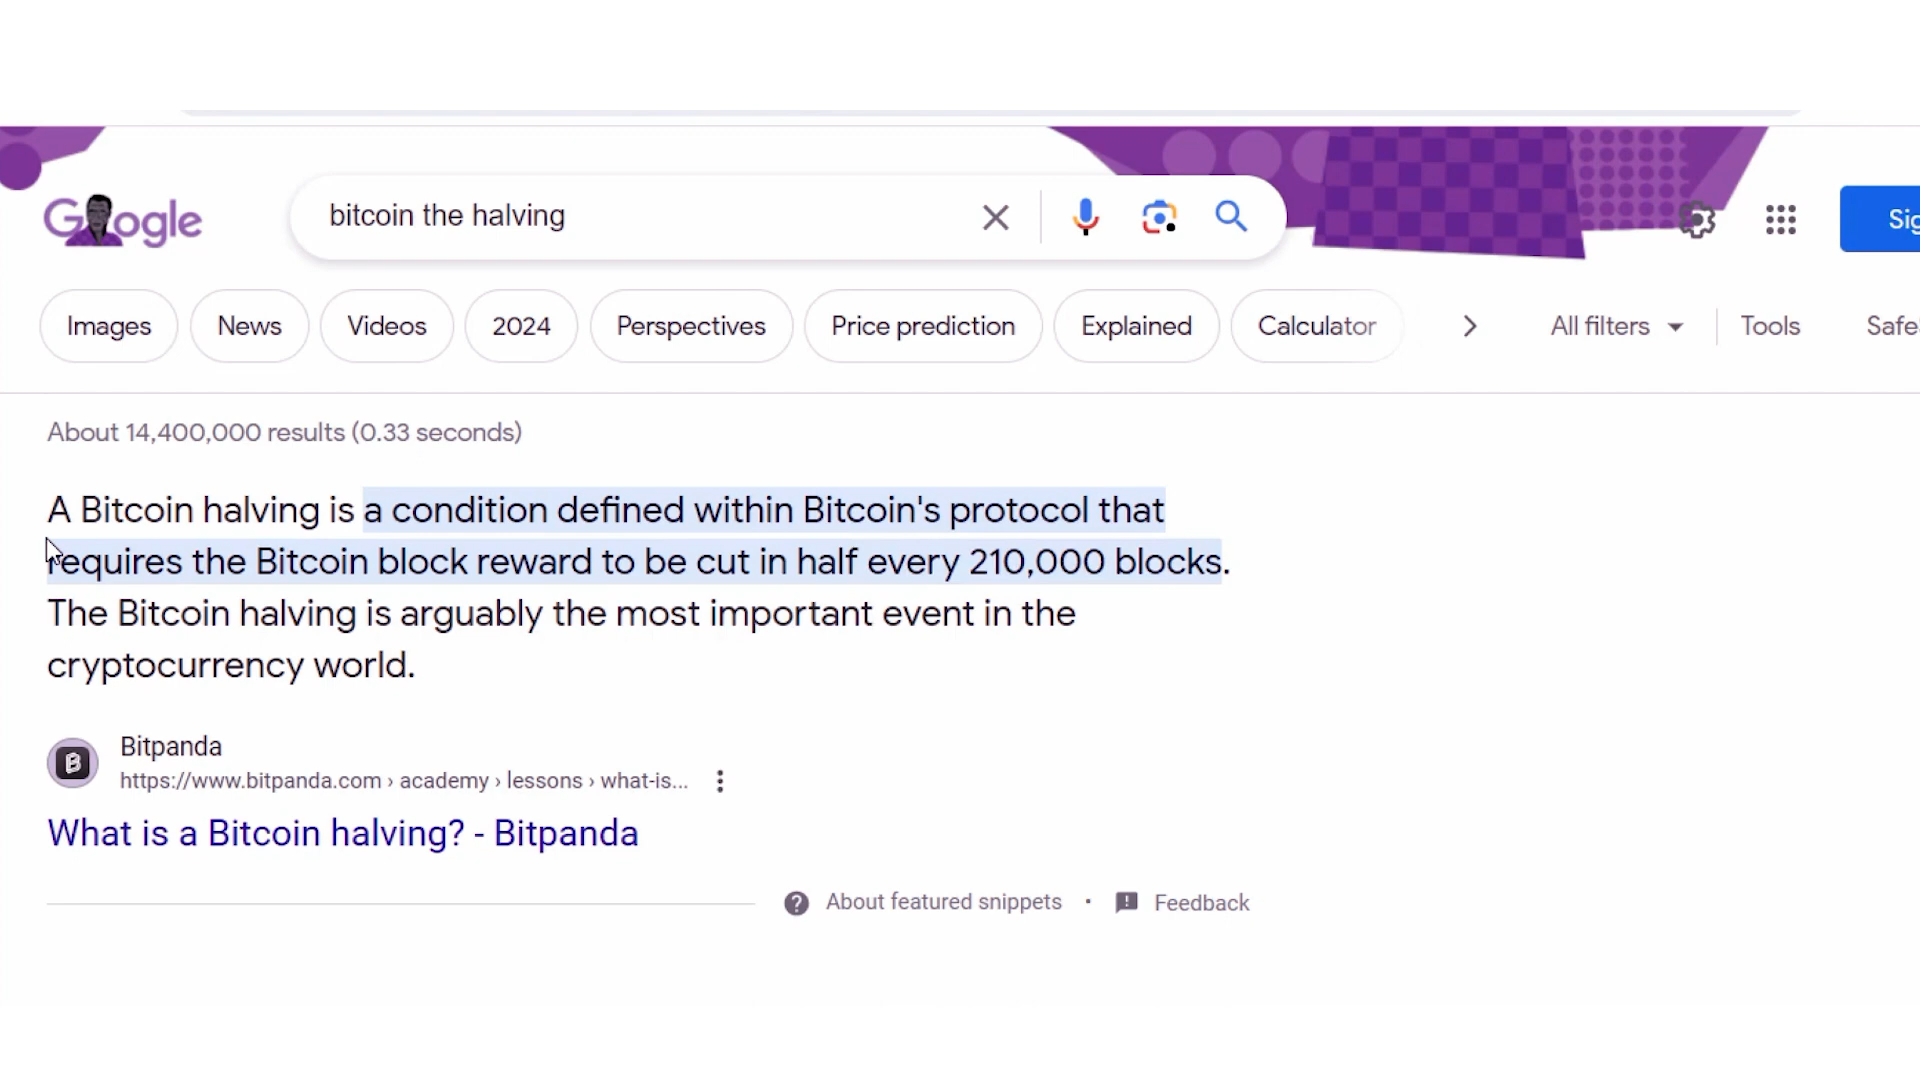 Google
bitcoin the halving
Sig
Images News Videos 2024 Perspectives Price prediction Explained Calculator All filters Tools Safe
About 14,400,000 results (0.33 seconds)
A Bitcoin halving is a condition defined within Bitcoin's protocol that
requires the Bitcoin block reward to be cut in half every 210,000 blocks.
The Bitcoin halving is arguably the most important event in the
cryptocurrency world.
Bitpanda
https://www.bitpanda.com › academy › lessons › what-is...
What is a Bitcoin halving? - Bitpanda
About featured snippets • Feedback